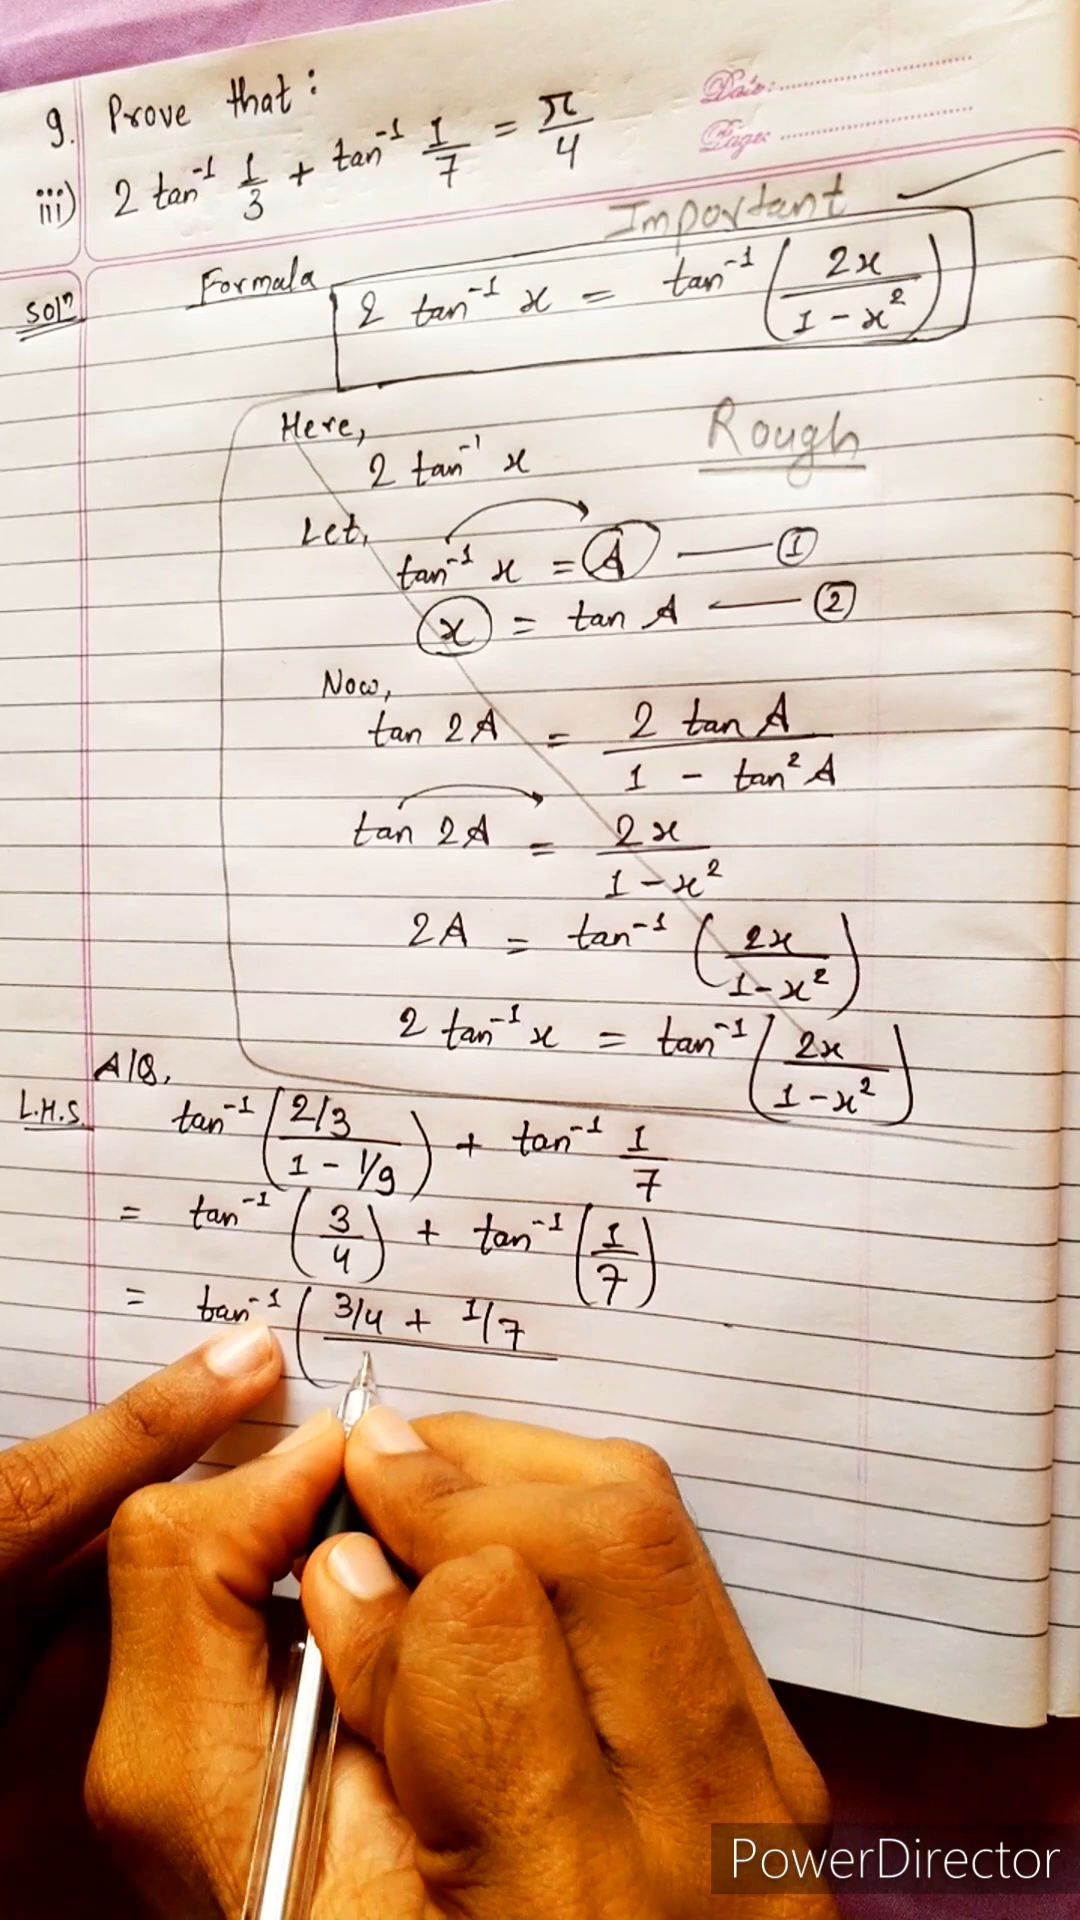 9. Prove that :
Date:
Page:
iii) 2 tan⁻¹ 1/3 + tan⁻¹ 1/7 = π/4
Important
Solⁿ Formala 2 tan⁻¹ x = tan⁻¹ (2x / 1 - x²)
Here,
Rough
2 tan⁻¹ x
Let,
tan⁻¹ x = A — ①
x = tan A — ②
Now,
tan 2A = 2 tan A / 1 - tan² A
tan 2A = 2x / 1 - x²
2A = tan⁻¹ (2x / 1 - x²)
2 tan⁻¹ x = tan⁻¹ (2x / 1 - x²)
A/Q,
L.H.S. tan⁻¹ (2/3 / 1 - 1/9) + tan⁻¹ 1/7
= tan⁻¹ (3/4) + tan⁻¹ (1/7)
= tan⁻¹ (3/4 + 1/7
PowerDirector